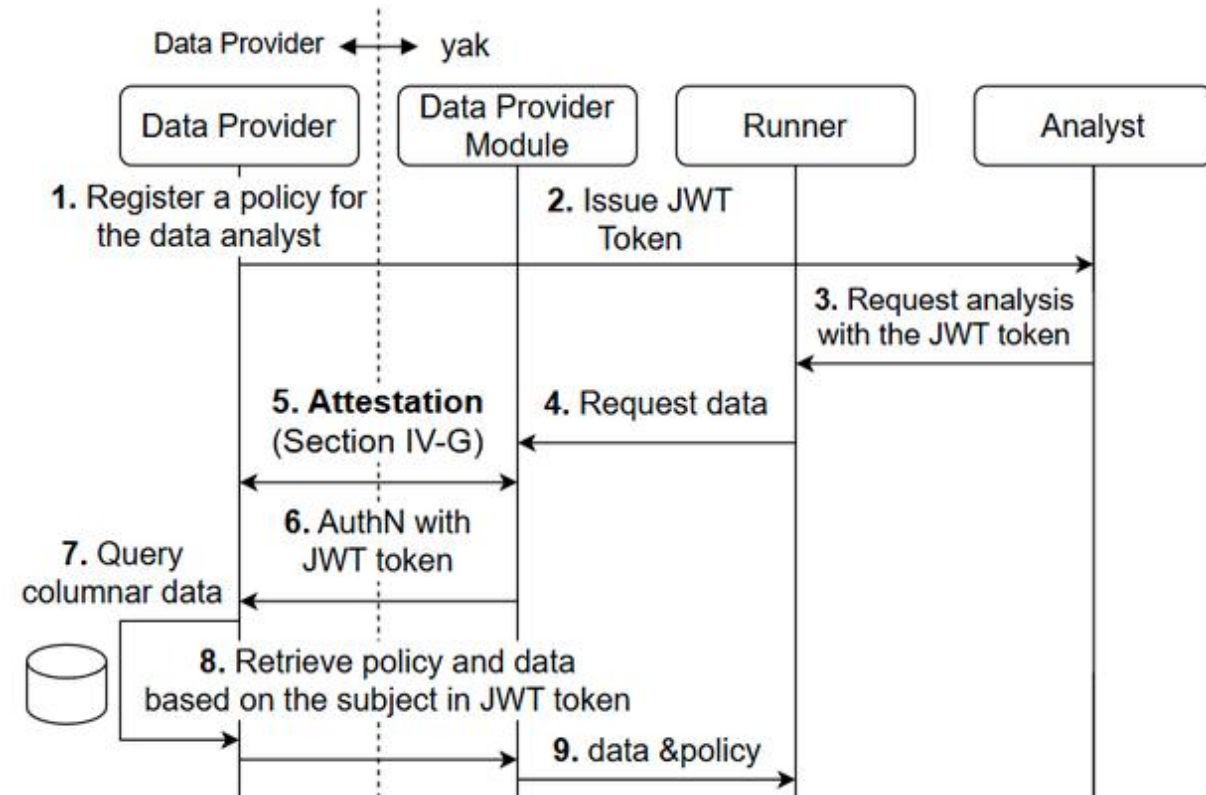 Data Provider
yak
Data Provider
Data Provider
Module
Runner
Analyst
1. Register a policy for
the data analyst
2. Issue JWT
Token
3. Request analysis
with the JWT token
5. Attestation
(Section IV-G)
4. Request data
6. AuthN with
JWT token
7. Query
columnar data
8. Retrieve policy and data
based on the subject in JWT token
9. data &policy